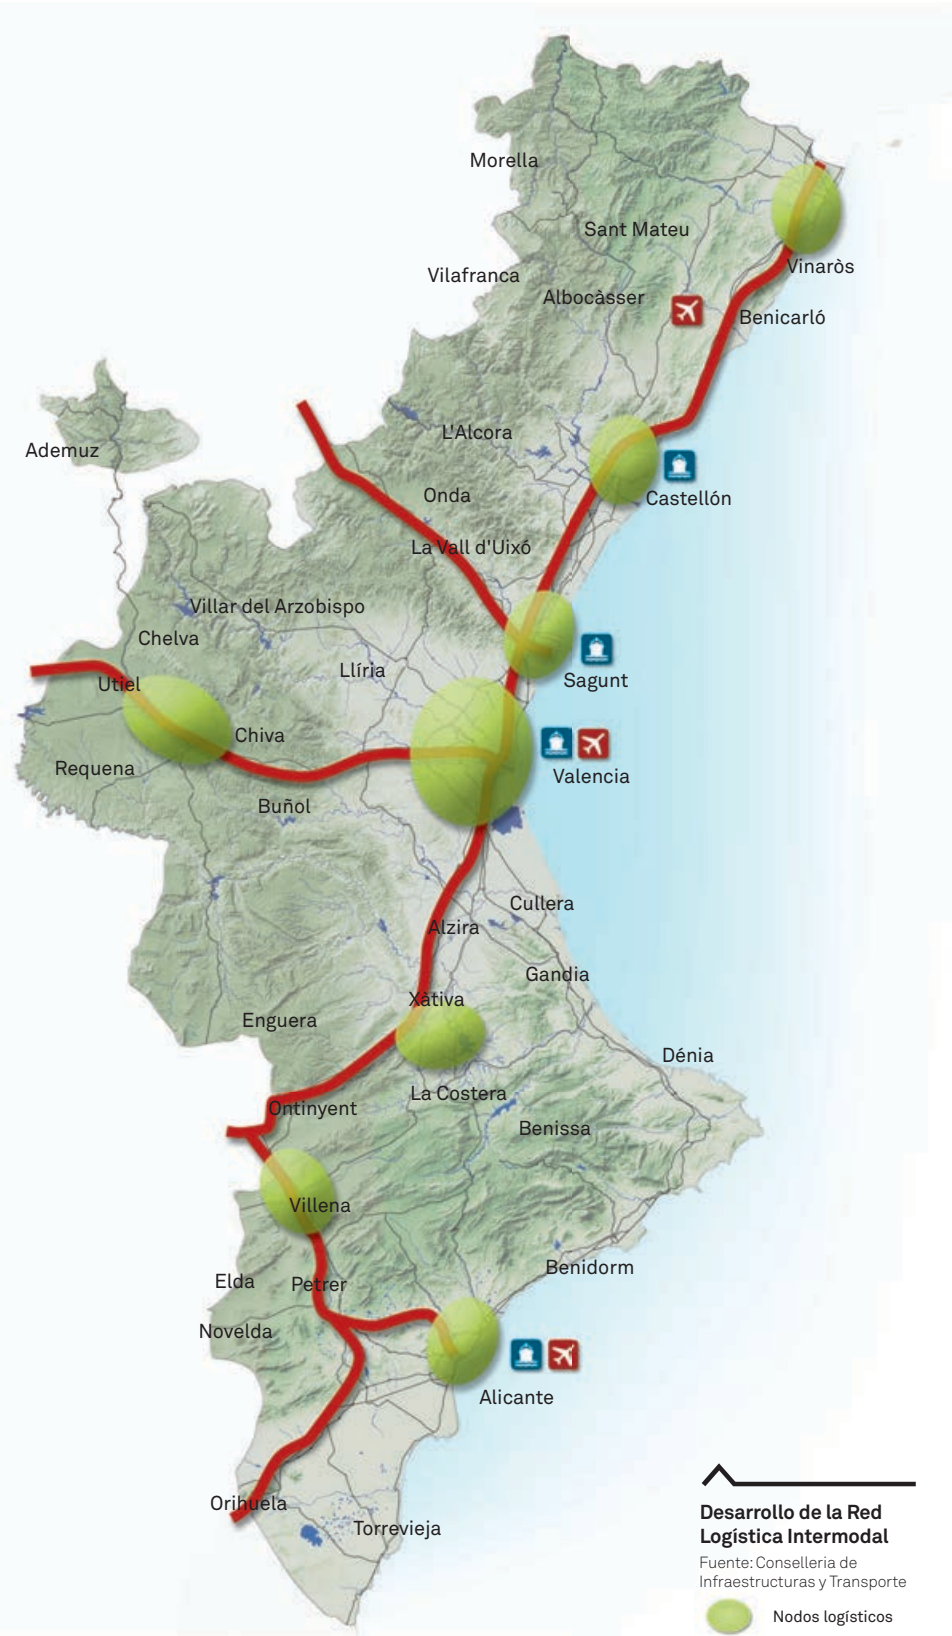 Morella
Sant Mateu
Vinaròs
Vilafranca
Albocàsser
Benicarló
L'Alcora
Ademuz
Onda
Castellón
La Vall d'Uixó
Villar del Arzobispo
Chelva
Llíria
Sagunt
Utiel
Chiva
Requena
Valencia
Buñol
Cullera
Alzira
Gandia
Xàtiva
Enguera
Dénia
La Costera
Ontinyent
Benissa
Villena
Benidorm
Elda
Petrer
Novelda
Alicante
Orihuela
Torrevieja
Desarrollo de la Red
Logística Intermodal
Fuente: Conselleria de
Infraestructuras y Transporte
Nodos logísticos